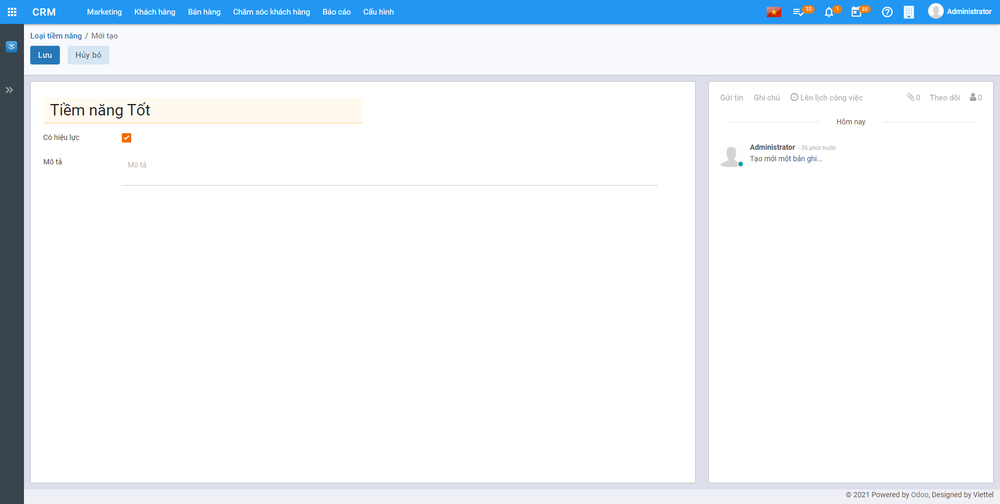 CRM Marketing Khách hàng Bán hàng Chăm sóc khách hàng Báo cáo Cấu hình 10 1 23 Administrator
Loại tiềm năng / Mới tạo
Lưu Hủy bỏ
Tiềm năng Tốt
Có hiệu lực
Mô tả
Mô tả
Gửi tin Ghi chú Lên lịch công việc 0 Theo dõi 0
Hôm nay
Administrator - 35 phút trước
Tạo mới một bản ghi...
© 2021 Powered by Odoo, Designed by Viettel